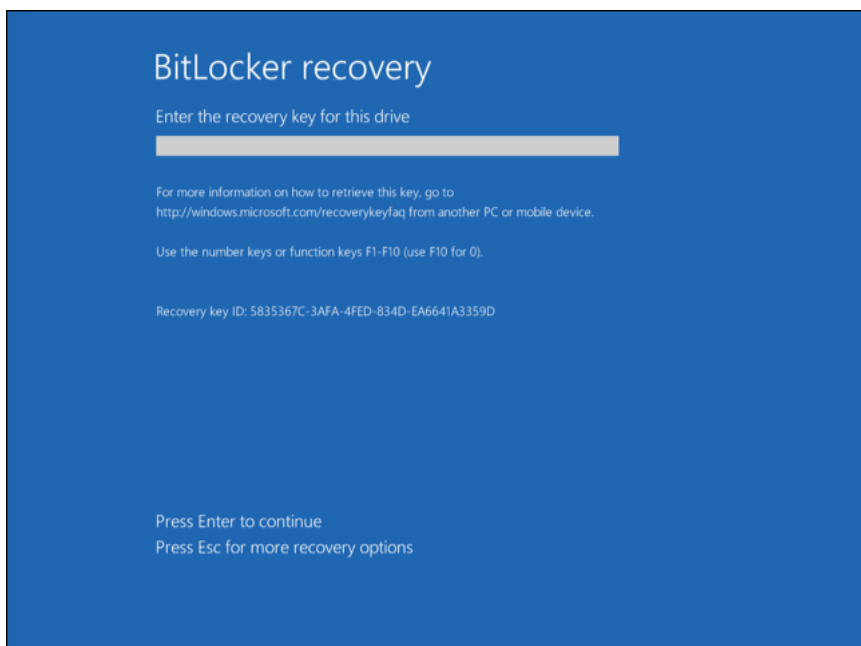 BitLocker recovery
Enter the recovery key for this drive
For more information on how to retrieve this key, go to
http://windows.microsoft.com/recoverykeyfaq from another PC or mobile device.
Use the number keys or function keys F1-F10 (use F10 for 0).
Recovery key ID: 5835367C-3AFA-4FED-834D-EA6641A3359D
Press Enter to continue
Press Esc for more recovery options